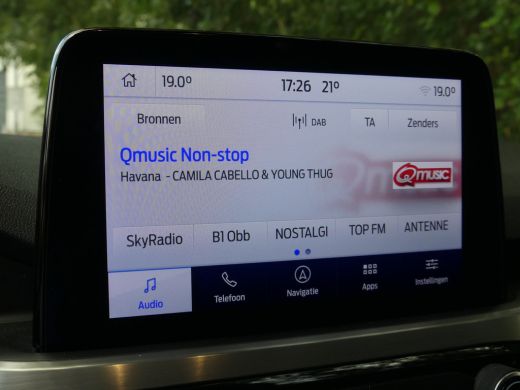 19.0° 17:26 21° 19.0°
Bronnen DAB TA Zenders
Qmusic Non-stop
Havana - CAMILA CABELLO & YOUNG THUG
Qmusic
Qmusic
SkyRadio B1 Obb NOSTALGI TOP FM ANTENNE
Audio Telefoon Navigatie Apps Instellingen